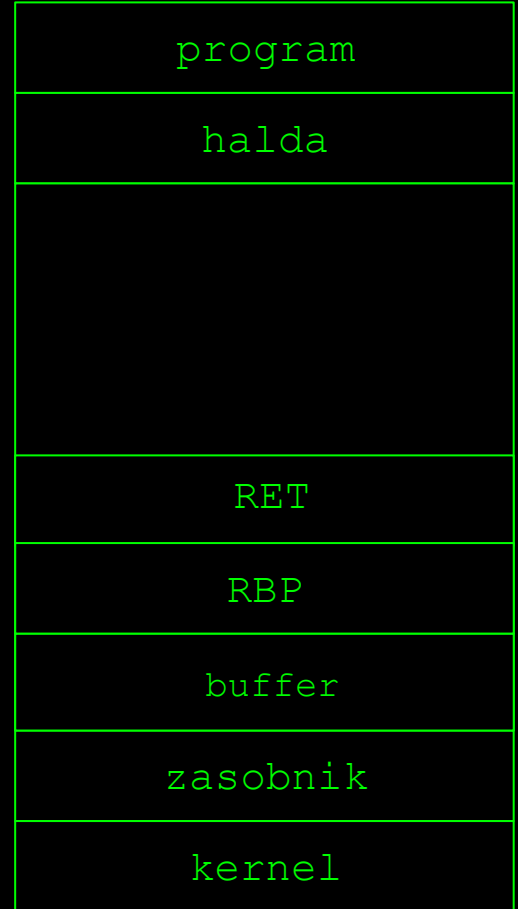 program
halda
RET
RBP
buffer
zasobnik
kernel